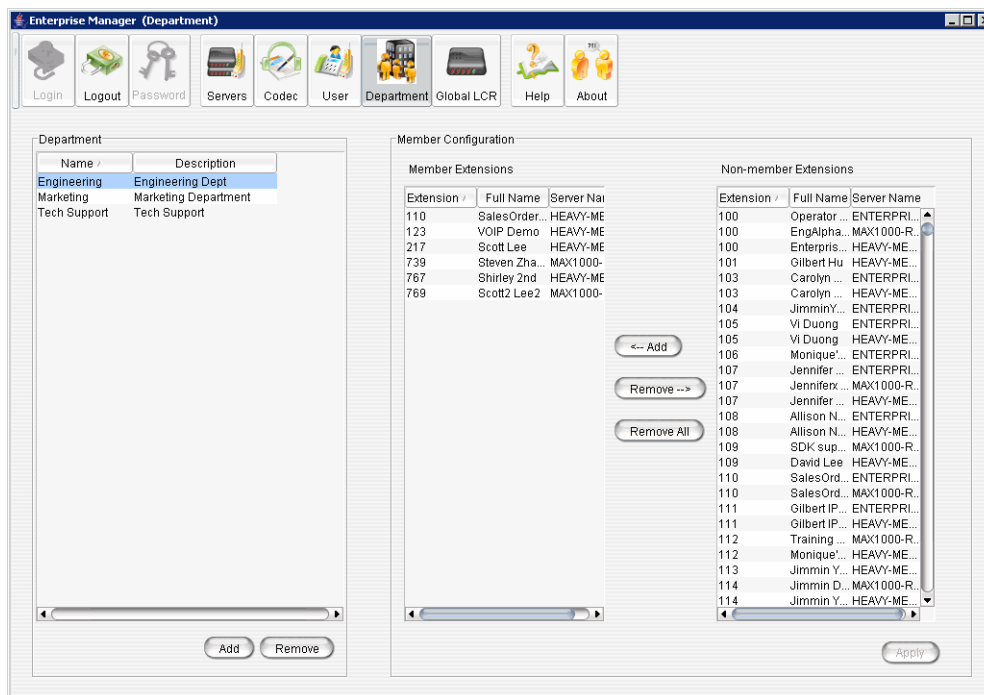 Enterprise Manager (Department)
Login Logout Password Servers Codec User Department Global LCR Help About
Department
Name / Description
Engineering Engineering Dept
Marketing Marketing Department
Tech Support Tech Support
Add Remove
Member Configuration
Member Extensions
Extension / Full Name Server Nar
110 SalesOrder... HEAVY-ME
123 VOIP Demo HEAVY-ME
217 Scott Lee HEAVY-ME
739 Steven Zha... MAX1000-
767 Shirley 2nd HEAVY-ME
769 Scott2 Lee2 MAX1000-
<-- Add
Remove -->
Remove All
Non-member Extensions
Extension / Full Name Server Name
100 Operator ... ENTERPRI...
100 EngAlpha... MAX1000-R...
100 Enterpris... HEAVY-ME...
101 Gilbert Hu HEAVY-ME...
103 Carolyn ... ENTERPRI...
103 Carolyn ... HEAVY-ME...
104 JimminY... ENTERPRI...
105 Vi Duong ENTERPRI...
105 Vi Duong HEAVY-ME...
106 Monique'... ENTERPRI...
107 Jennifer ... ENTERPRI...
107 Jenniferx ... MAX1000-R...
107 Jennifer ... HEAVY-ME...
108 Allison N... ENTERPRI...
108 Allison N... HEAVY-ME...
109 SDK sup... MAX1000-R...
109 David Lee HEAVY-ME...
110 SalesOrd... ENTERPRI...
110 SalesOrd... MAX1000-R...
111 Gilbert IP... ENTERPRI...
111 Gilbert IP... HEAVY-ME...
112 Training ... MAX1000-R...
112 Monique'... HEAVY-ME...
113 Jimmin Y... HEAVY-ME...
114 Jimmin D... MAX1000-R...
114 Jimmin Y... HEAVY-ME...
Apply